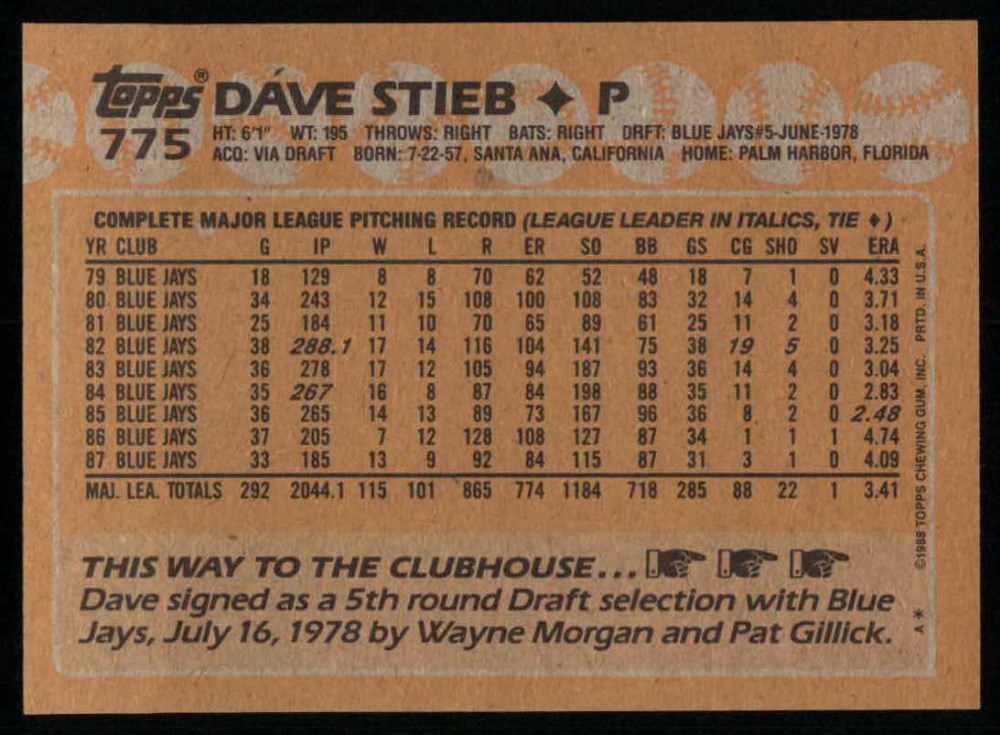 topps® DAVE STIEB ✦ P
775
HT: 6'1" WT: 195 THROWS: RIGHT BATS: RIGHT DRFT: BLUE JAYS#5-JUNE-1978
ACQ: VIA DRAFT BORN: 7-22-57, SANTA ANA, CALIFORNIA HOME: PALM HARBOR, FLORIDA
COMPLETE MAJOR LEAGUE PITCHING RECORD (LEAGUE LEADER IN ITALICS, TIE ♦)
YR CLUB G IP W L R ER SO BB GS CG SHO SV ERA
79 BLUE JAYS 18 129 8 8 70 62 52 48 18 7 1 0 4.33
80 BLUE JAYS 34 243 12 15 108 100 108 83 32 14 4 0 3.71
81 BLUE JAYS 25 184 11 10 70 65 89 61 25 11 2 0 3.18
82 BLUE JAYS 38 288.1 17 14 116 104 141 75 38 19 5 0 3.25
83 BLUE JAYS 36 278 17 12 105 94 187 93 36 14 4 0 3.04
84 BLUE JAYS 35 267 16 8 87 84 198 88 35 11 2 0 2.83
85 BLUE JAYS 36 265 14 13 89 73 167 96 36 8 2 0 2.48
86 BLUE JAYS 37 205 7 12 128 108 127 87 34 1 1 1 4.74
87 BLUE JAYS 33 185 13 9 92 84 115 87 31 3 1 0 4.09
MAJ. LEA. TOTALS 292 2044.1 115 101 865 774 1184 718 285 88 22 1 3.41
THIS WAY TO THE CLUBHOUSE...
Dave signed as a 5th round Draft selection with Blue
Jays, July 16, 1978 by Wayne Morgan and Pat Gillick.
A * ©1988 TOPPS CHEWING GUM, INC. PRTD. IN U.S.A.